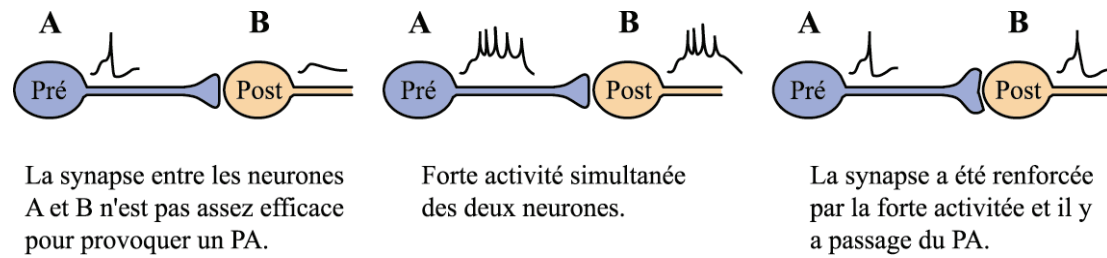 A
B
Pré
Post
La synapse entre les neurones
A et B n'est pas assez efficace
pour provoquer un PA.
A
B
Pré
Post
Forte activité simultanée
des deux neurones.
A
B
Pré
Post
La synapse a été renforcée
par la forte activitée et il y
a passage du PA.